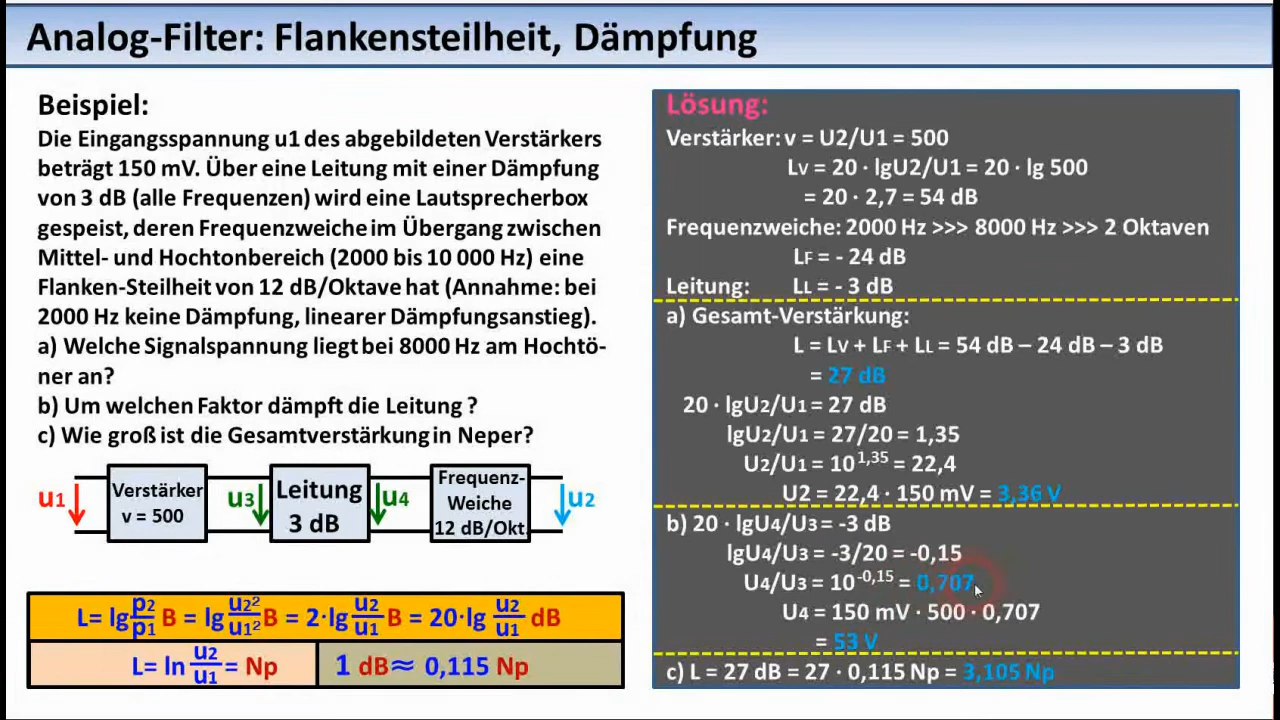 Analog-Filter: Flankensteilheit, Dämpfung
Beispiel:
Die Eingangsspannung u1 des abgebildeten Verstärkers
beträgt 150 mV. Über eine Leitung mit einer Dämpfung
von 3 dB (alle Frequenzen) wird eine Lautsprecherbox
gespeist, deren Frequenzweiche im Übergang zwischen
Mittel- und Hochtonbereich (2000 bis 10 000 Hz) eine
Flanken-Steilheit von 12 dB/Oktave hat (Annahme: bei
2000 Hz keine Dämpfung, linearer Dämpfungsanstieg).
a) Welche Signalspannung liegt bei 8000 Hz am Hochtö-
ner an?
b) Um welchen Faktor dämpft die Leitung ?
c) Wie groß ist die Gesamtverstärkung in Neper?
u1
Verstärker
v = 500
u3
Leitung
3 dB
u4
Frequenz-
Weiche
12 dB/Okt.
u2
L= lg p2/p1 B = lg u2²/u1² B = 2·lg u2/u1 B = 20·lg u2/u1 dB
L= ln u2/u1 = Np
1 dB ≈ 0,115 Np
Lösung:
Verstärker: v = U2/U1 = 500
LV = 20 · lgU2/U1 = 20 · lg 500
= 20 · 2,7 = 54 dB
Frequenzweiche: 2000 Hz >>> 8000 Hz >>> 2 Oktaven
LF = - 24 dB
Leitung: LL = - 3 dB
a) Gesamt-Verstärkung:
L = LV + LF + LL = 54 dB – 24 dB – 3 dB
= 27 dB
20 · lgU2/U1 = 27 dB
lgU2/U1 = 27/20 = 1,35
U2/U1 = 10^1,35 = 22,4
U2 = 22,4 · 150 mV = 3,36 V
b) 20 · lgU4/U3 = -3 dB
lgU4/U3 = -3/20 = -0,15
U4/U3 = 10^-0,15 = 0,707
U4 = 150 mV · 500 · 0,707
= 53 V
c) L = 27 dB = 27 · 0,115 Np = 3,105 Np